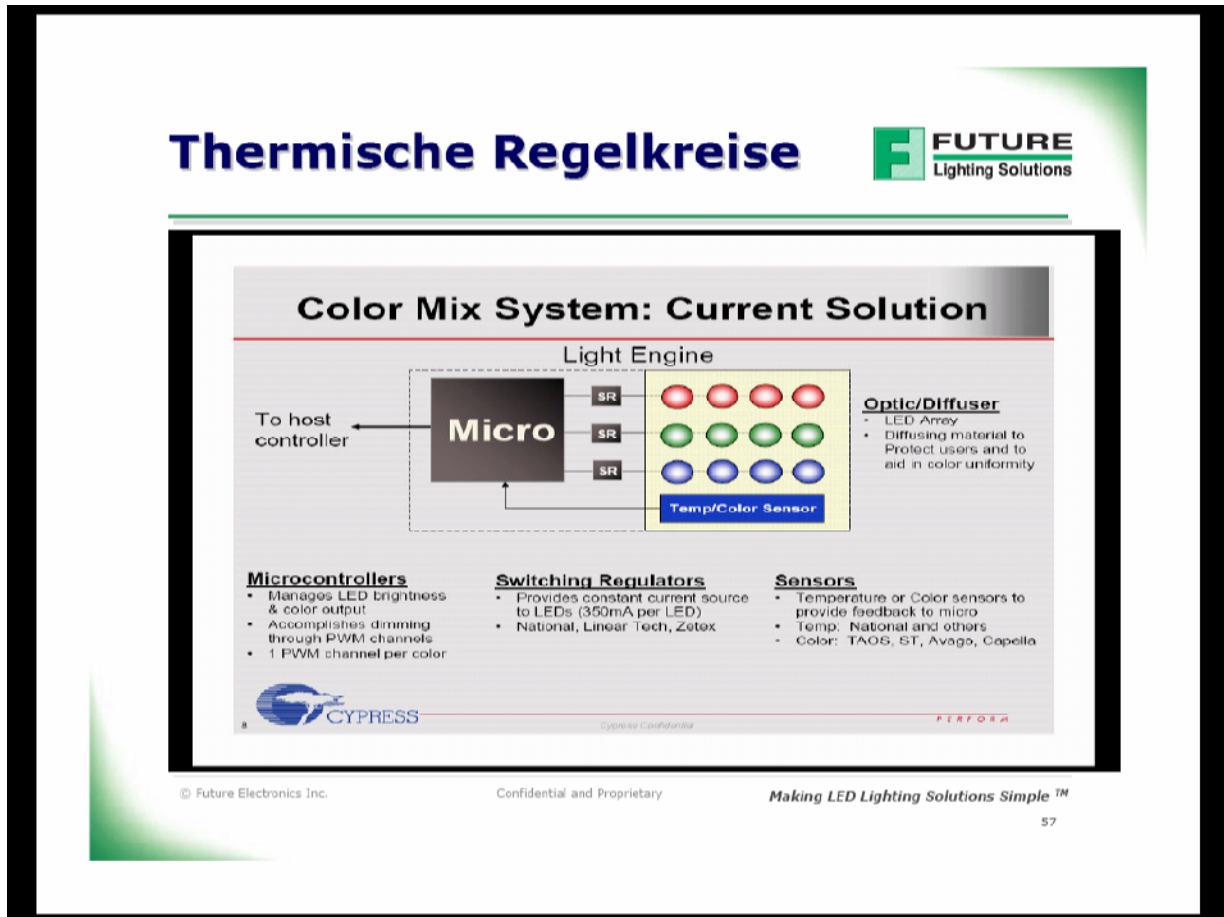 Thermische Regelkreise
FUTURE
Lighting Solutions
Color Mix System: Current Solution
Light Engine
To host
controller
Micro
SR
SR
SR
Temp/Color Sensor
Optic/Diffuser
- LED Array
• Diffusing material to
Protect users and to
aid in color uniformity
Microcontrollers
• Manages LED brightness
& color output
• Accomplishes dimming
through PWM channels
• 1 PWM channel per color
Switching Regulators
• Provides constant current source
to LEDs (350mA per LED)
• National, Linear Tech, Zetex
Sensors
• Temperature or Color sensors to
provide feedback to micro
• Temp: National and others
- Color: TAOS, ST, Avago, Capella
8
CYPRESS
Cypress Confidential
PERFORM
© Future Electronics Inc.
Confidential and Proprietary
Making LED Lighting Solutions Simple ™
57